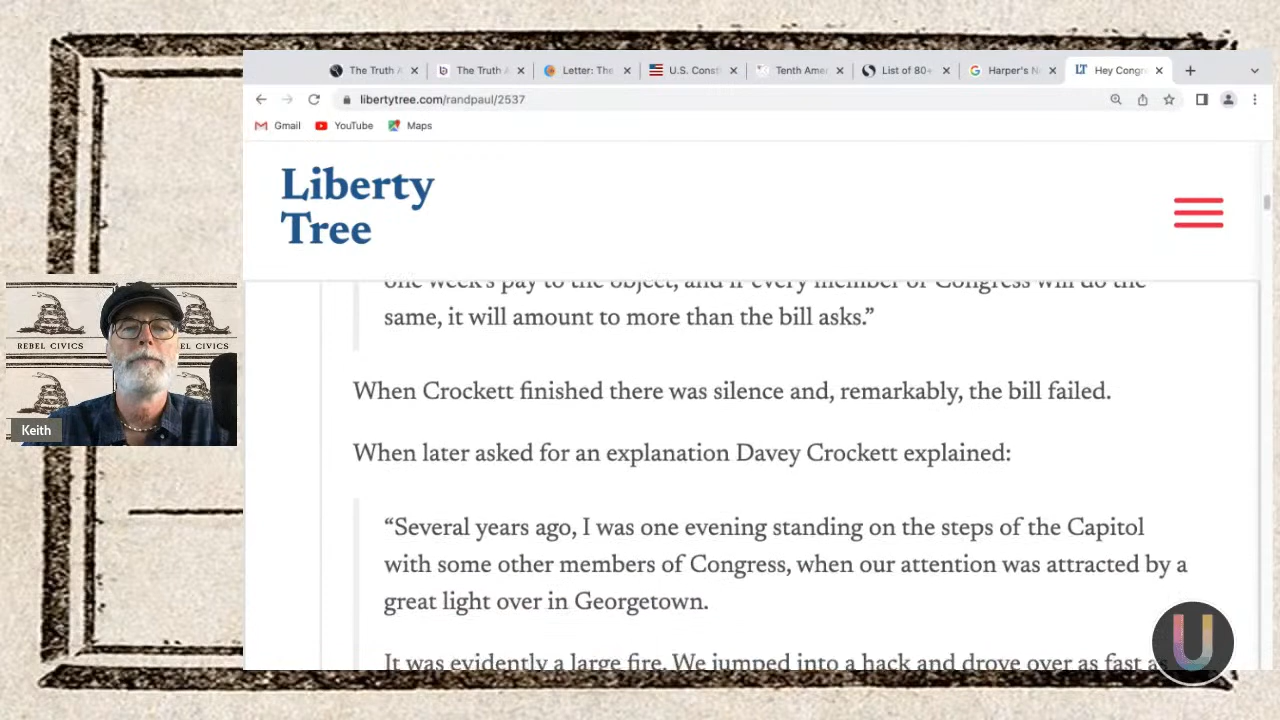 The Truth A
The Truth A
Letter: The
U.S. Const
Tenth Amer
List of 80+
Harper's N
Hey Congr
libertytree.com/randpaul/2537
Gmail
YouTube
Maps
Liberty
Tree
one week's pay to the object, and if every member of Congress will do the
same, it will amount to more than the bill asks.”
When Crockett finished there was silence and, remarkably, the bill failed.
When later asked for an explanation Davey Crockett explained:
“Several years ago, I was one evening standing on the steps of the Capitol
with some other members of Congress, when our attention was attracted by a
great light over in Georgetown.
It was evidently a large fire. We jumped into a hack and drove over as fast as
REBEL CIVICS
EL CIVICS
Keith
U